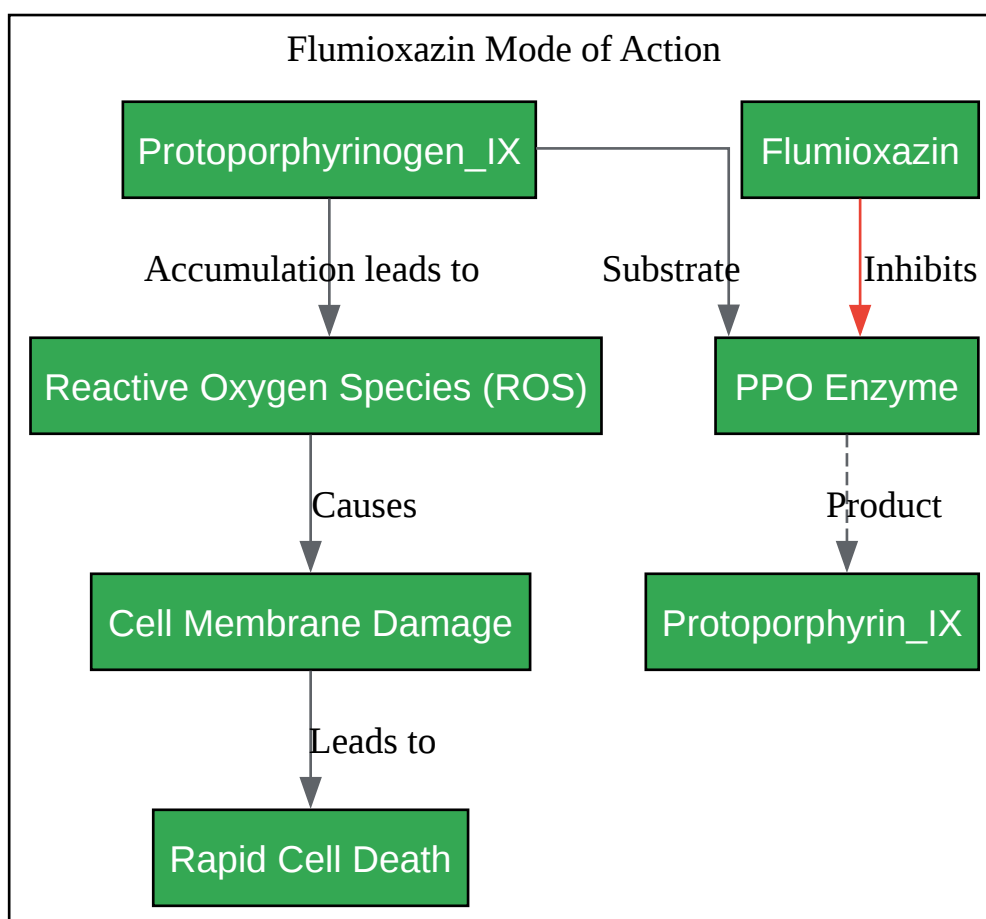 Flumioxazin Mode of Action
Protoporphyrinogen_IX
Flumioxazin
Accumulation leads to
Substrate
Inhibits
Reactive Oxygen Species (ROS)
PPO Enzyme
Causes
Product
Cell Membrane Damage
Protoporphyrin_IX
Leads to
Rapid Cell Death